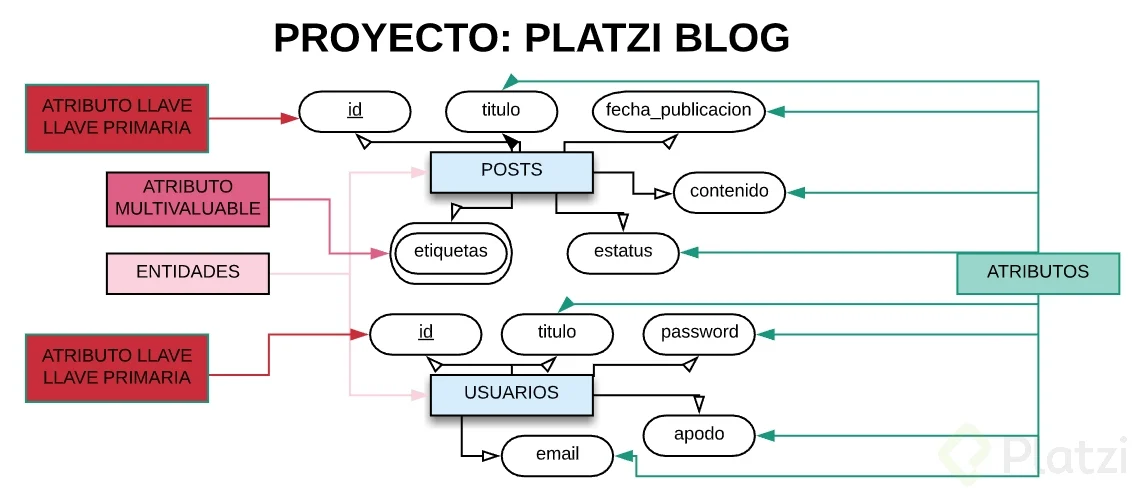 PROYECTO: PLATZI BLOG
ATRIBUTO LLAVE
LLAVE PRIMARIA
id
titulo
fecha_publicacion
POSTS
ATRIBUTO
MULTIVALUABLE
contenido
etiquetas
estatus
ENTIDADES
ATRIBUTOS
id
titulo
password
ATRIBUTO LLAVE
LLAVE PRIMARIA
USUARIOS
apodo
email
Platzi